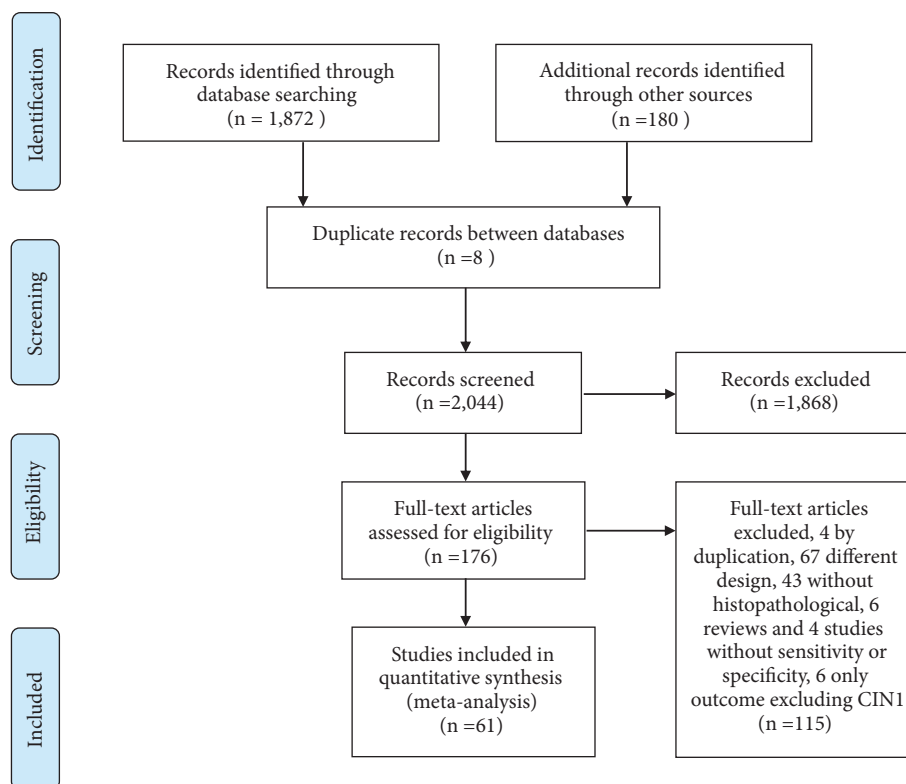 Identification
Records identified through
database searching
(n = 1,872 )
Additional records identified
through other sources
(n =180 )
Duplicate records between databases
(n =8 )
Screening
Records screened
(n =2,044)
Records excluded
(n =1,868)
Eligibility
Full-text articles
assessed for eligibility
(n =176)
Full-text articles
excluded, 4 by
duplication, 67 different
design, 43 without
histopathological, 6
reviews and 4 studies
without sensitivity or
specificity, 6 only
outcome excluding CIN1
(n =115)
Included
Studies included in
quantitative synthesis
(meta-analysis)
(n =61)